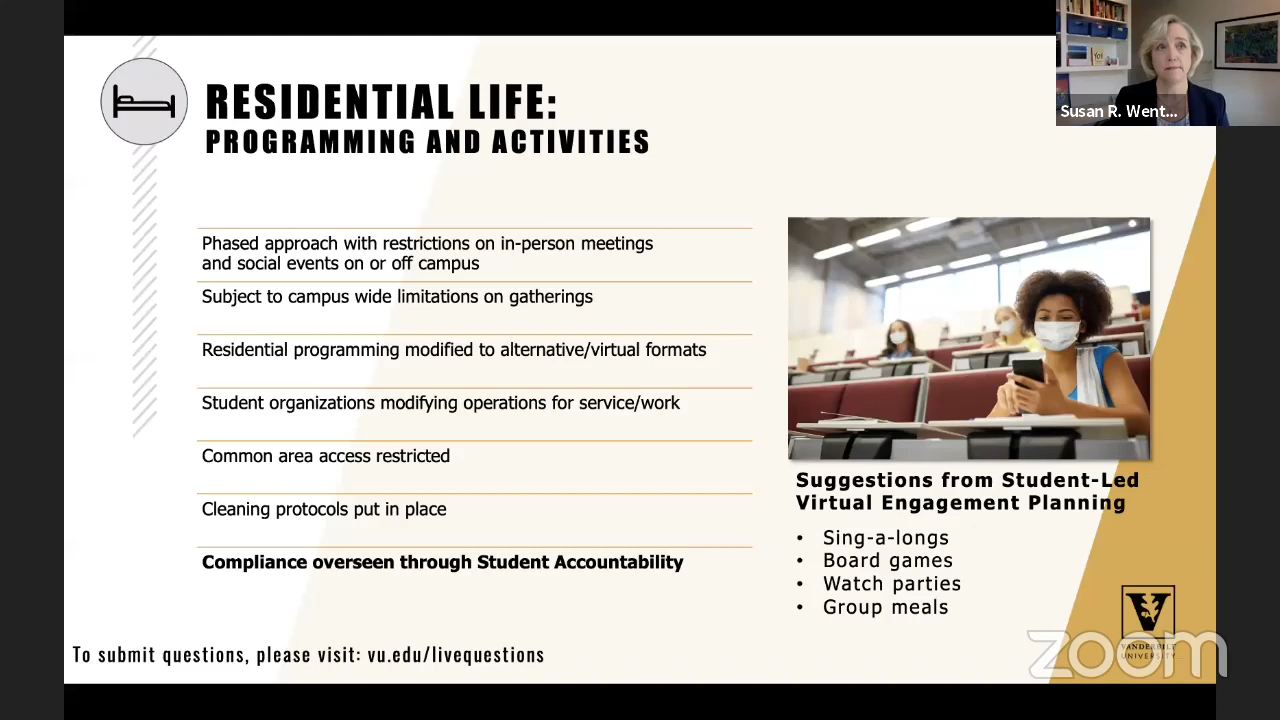 Susan R. Went...
RESIDENTIAL LIFE:
PROGRAMMING AND ACTIVITIES
Phased approach with restrictions on in-person meetings
and social events on or off campus
Subject to campus wide limitations on gatherings
Residential programming modified to alternative/virtual formats
Student organizations modifying operations for service/work
Common area access restricted
Cleaning protocols put in place
Compliance overseen through Student Accountability
Suggestions from Student-Led
Virtual Engagement Planning
• Sing-a-longs
• Board games
• Watch parties
• Group meals
V
VANDERBILT
UNIVERSITY
zoom
To submit questions, please visit: vu.edu/livequestions